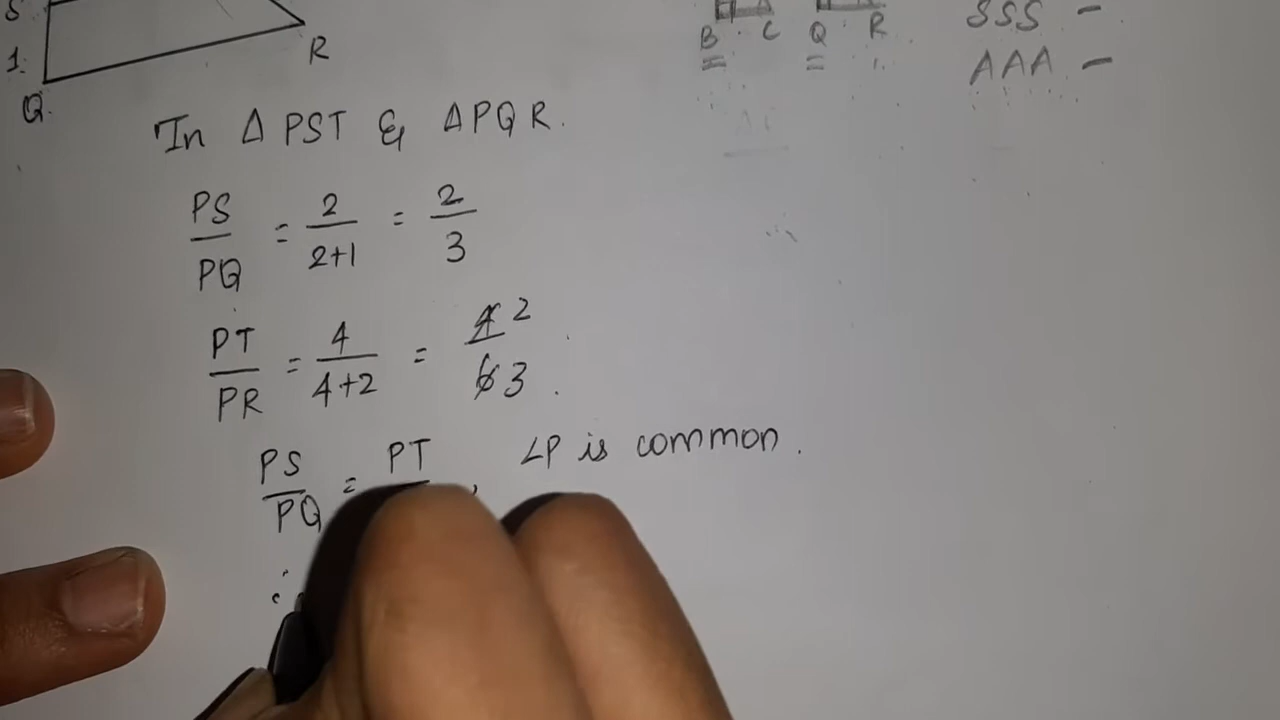 S
1.
Q.
R
B C Q R
= =
SSS -
AAA -
In Δ PST & ΔPQR.
PS/PQ = 2/2+1 = 2/3
PT/PR = 4/4+2 = 4 2/6 3.
PS/PQ = PT , ∠P is common.
∴